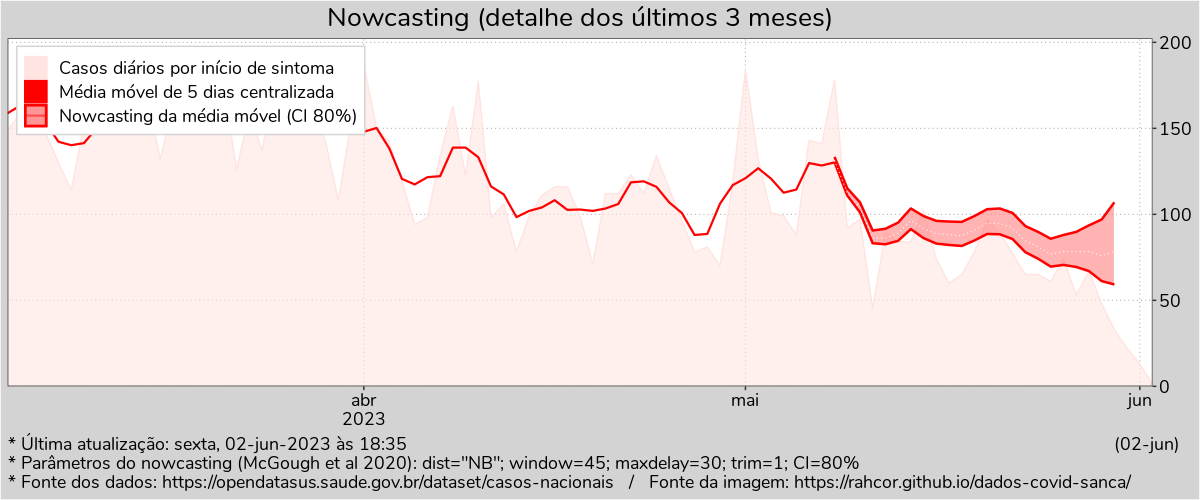 Nowcasting (detalhe dos últimos 3 meses)
Casos diários por início de sintoma
Média móvel de 5 dias centralizada
Nowcasting da média móvel (CI 80%)
200
150
100
50
0
abr
2023
mai
jun
(02-jun)
* Última atualização: sexta, 02-jun-2023 às 18:35
* Parâmetros do nowcasting (McGough et al 2020): dist="NB"; window=45; maxdelay=30; trim=1; CI=80%
* Fonte dos dados: https://opendatasus.saude.gov.br/dataset/casos-nacionais / Fonte da imagem: https://rahcor.github.io/dados-covid-sanca/